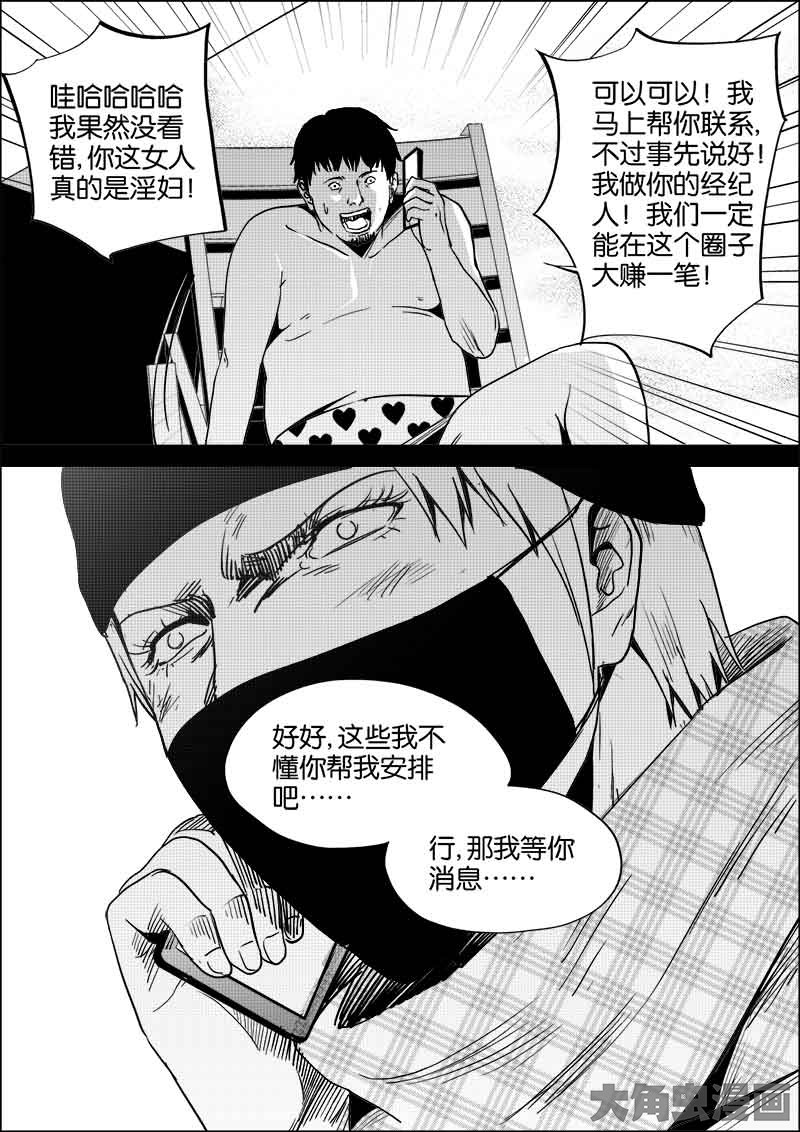 哇哈哈哈哈
我果然没看
错,你这女人
真的是淫妇!
可以可以!我
马上帮你联系,
不过事先说好!
我做你的经纪
人!我们一定
能在这个圈子
大赚一笔!
好好,这些我不
懂你帮我安排
吧……
行,那我等你
消息……
大角虫漫画